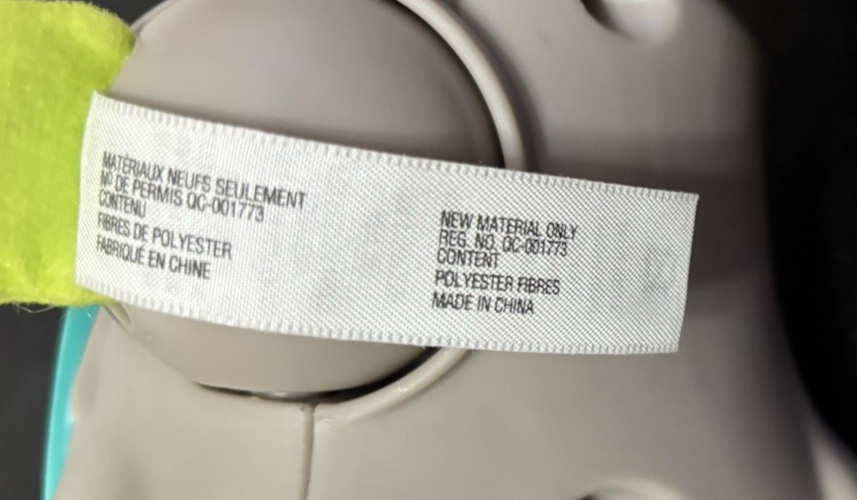 MATÉRIAUX NEUFS SEULEMENT
Nº DE PERMIS QC-001773
CONTENU
FIBRES DE POLYESTER
FABRIQUÉ EN CHINE
NEW MATERIAL ONLY
REG. NO. QC-001773
CONTENT
POLYESTER FIBRES
MADE IN CHINA